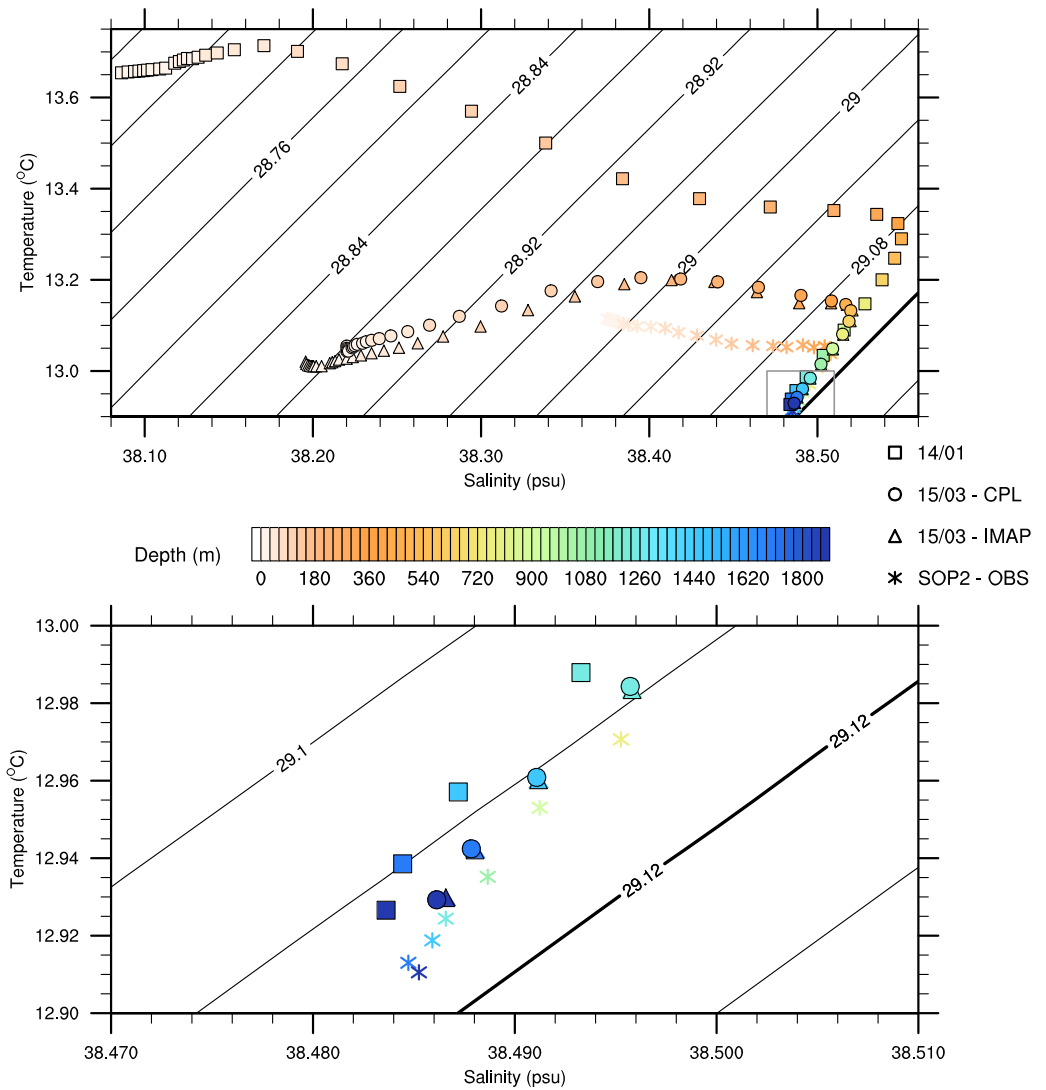 13.6
13.4
13.2
13.0
Temperature (°C)
28.76
28.84
28.84
28.92
28.92
29
29
29.08
38.10 38.20 38.30 38.40 38.50
Salinity (psu)
14/01
15/03 - CPL
15/03 - IMAP
SOP2 - OBS
Depth (m)
0 180 360 540 720 900 1080 1260 1440 1620 1800
13.00
12.98
12.96
12.94
12.92
12.90
Temperature (°C)
29.1
29.12
29.12
38.470 38.480 38.490 38.500 38.510
Salinity (psu)